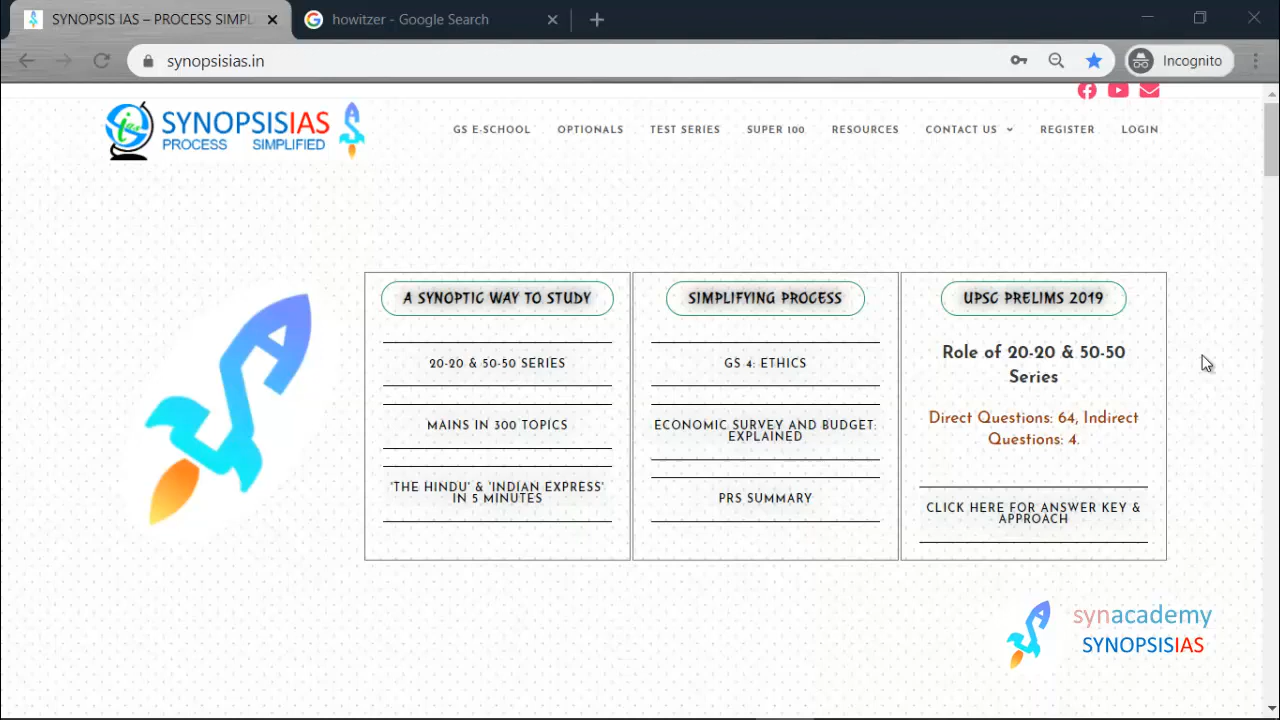 SYNOPSIS IAS – PROCESS SIMPL
howitzer - Google Search
synopsisias.in
Incognito
ias
SYNOPSISIAS
PROCESS SIMPLIFIED
GS E-SCHOOL
OPTIONALS
TEST SERIES
SUPER 100
RESOURCES
CONTACT US
REGISTER
LOGIN
A SYNOPTIC WAY TO STUDY
20-20 & 50-50 SERIES
MAINS IN 300 TOPICS
'THE HINDU' & 'INDIAN EXPRESS'
IN 5 MINUTES
SIMPLIFYING PROCESS
GS 4: ETHICS
ECONOMIC SURVEY AND BUDGET:
EXPLAINED
PRS SUMMARY
UPSC PRELIMS 2019
Role of 20-20 & 50-50
Series
Direct Questions: 64, Indirect
Questions: 4.
CLICK HERE FOR ANSWER KEY &
APPROACH
synacademy
SYNOPSISIAS